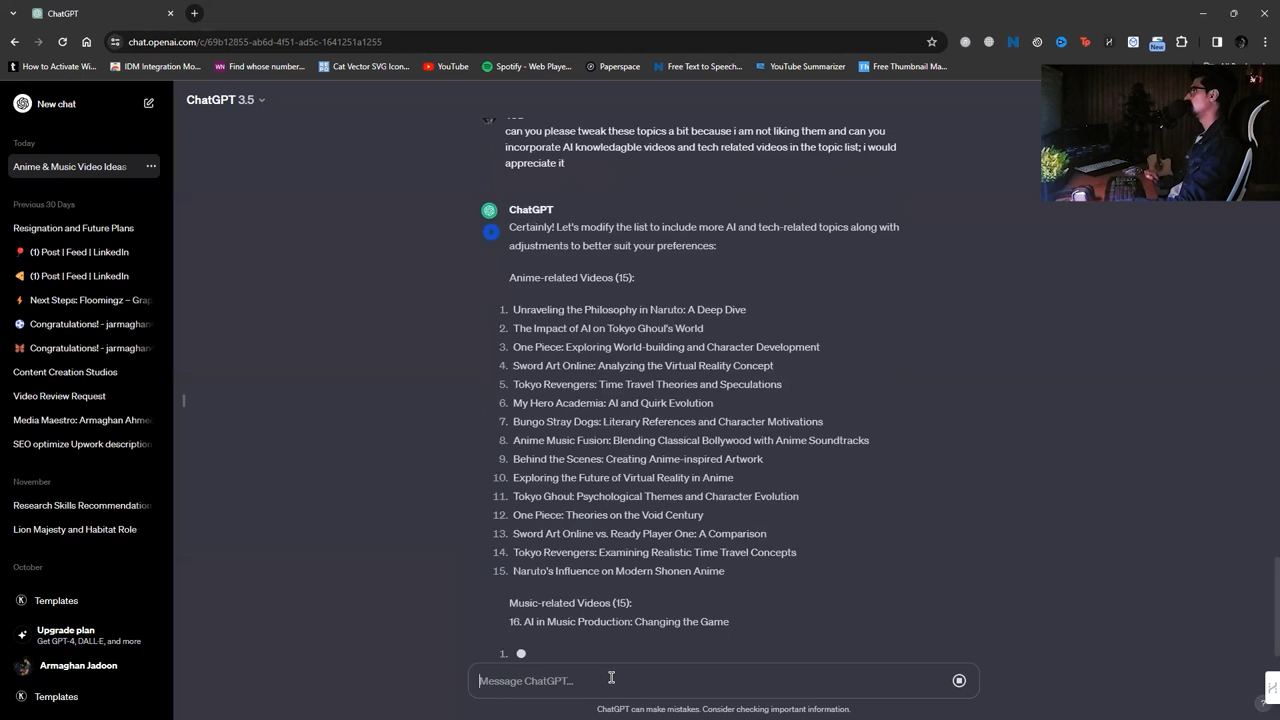 ChatGPT
chat.openai.com/c/69b12855-ab6d-4f51-ad5c-1641251a1255
New
How to Activate Wi...
IDM Integration Mo...
Find whose number...
Cat Vector SVG Icon...
YouTube
Spotify - Web Playe...
Paperspace
Free Text to Speech...
YouTube Summarizer
Free Thumbnail Ma...
New chat
ChatGPT 3.5
Today
Anime & Music Video Ideas
Previous 30 Days
Resignation and Future Plans
(1) Post | Feed | LinkedIn
(1) Post | Feed | LinkedIn
Next Steps: Floomingz – Grap
Congratulations! - jarmaghan
Congratulations! - jarmaghan
Content Creation Studios
Video Review Request
Media Maestro: Armaghan Ahme
SEO optimize Upwork description
November
Research Skills Recommendation
Lion Majesty and Habitat Role
October
Templates
Upgrade plan
Get GPT-4, DALL·E, and more
Armaghan Jadoon
Templates
can you please tweak these topics a bit because i am not liking them and can you
incorporate AI knowledagble videos and tech related videos in the topic list; i would
appreciate it
ChatGPT
Certainly! Let's modify the list to include more AI and tech-related topics along with
adjustments to better suit your preferences:
Anime-related Videos (15):
1. Unraveling the Philosophy in Naruto: A Deep Dive
2. The Impact of AI on Tokyo Ghoul's World
3. One Piece: Exploring World-building and Character Development
4. Sword Art Online: Analyzing the Virtual Reality Concept
5. Tokyo Revengers: Time Travel Theories and Speculations
6. My Hero Academia: AI and Quirk Evolution
7. Bungo Stray Dogs: Literary References and Character Motivations
8. Anime Music Fusion: Blending Classical Bollywood with Anime Soundtracks
9. Behind the Scenes: Creating Anime-inspired Artwork
10. Exploring the Future of Virtual Reality in Anime
11. Tokyo Ghoul: Psychological Themes and Character Evolution
12. One Piece: Theories on the Void Century
13. Sword Art Online vs. Ready Player One: A Comparison
14. Tokyo Revengers: Examining Realistic Time Travel Concepts
15. Naruto's Influence on Modern Shonen Anime
Music-related Videos (15):
16. AI in Music Production: Changing the Game
1.
Message ChatGPT...
ChatGPT can make mistakes. Consider checking important information.